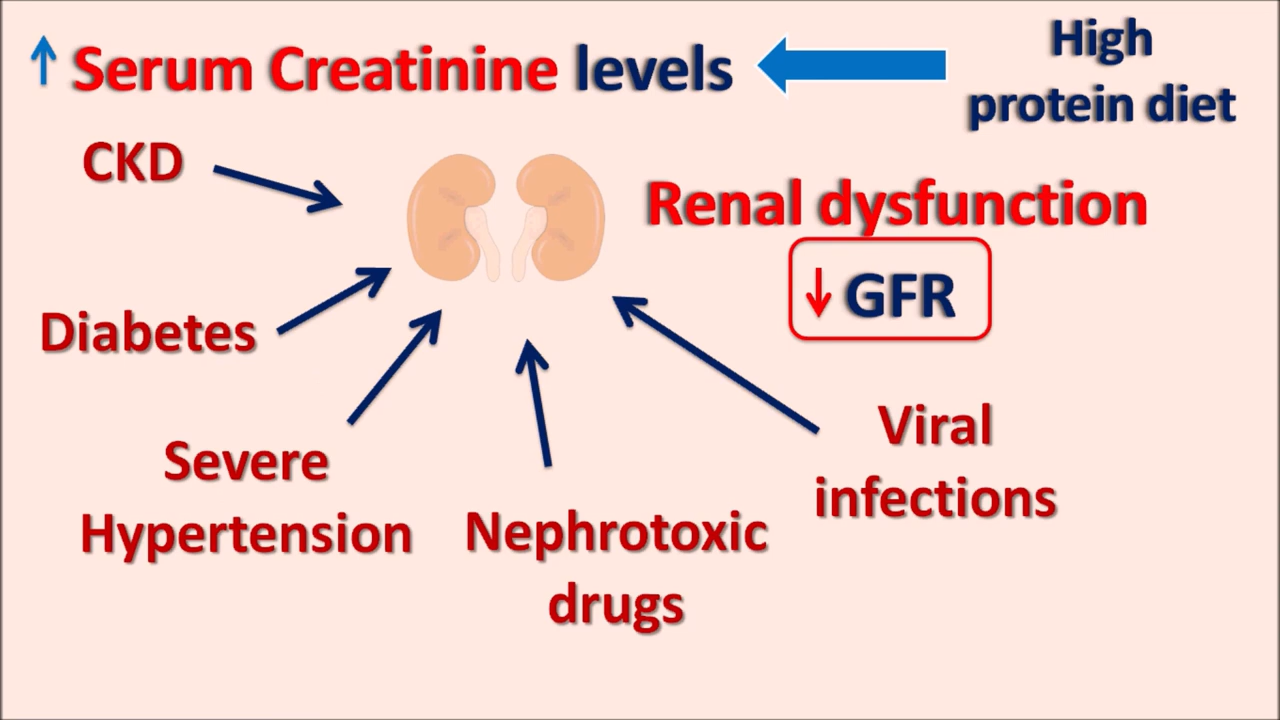 ↑ Serum Creatinine levels
High
protein diet
CKD
Renal dysfunction
↓ GFR
Diabetes
Severe
Hypertension
Nephrotoxic
drugs
Viral
infections